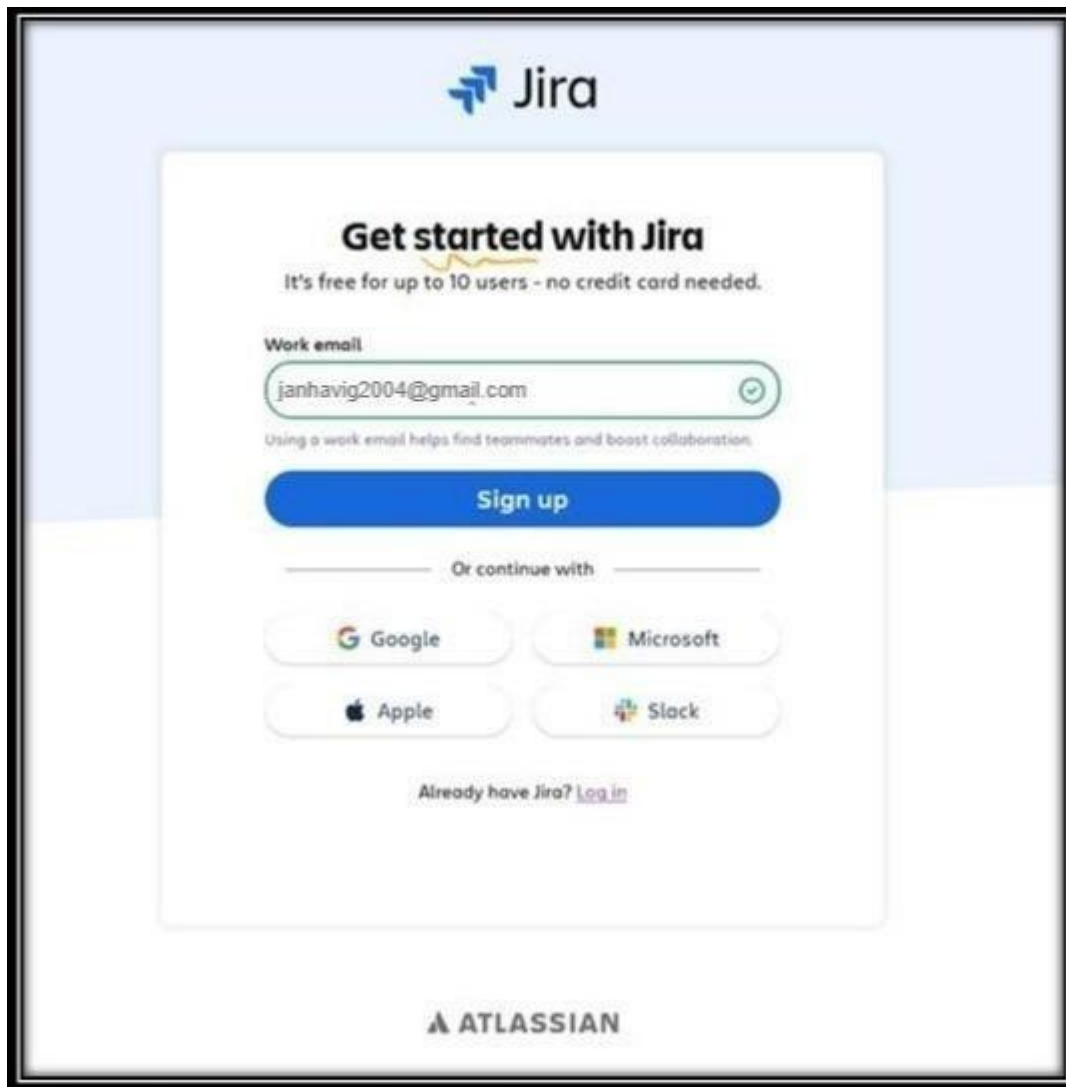 Jira
Get started with Jira
It's free for up to 10 users - no credit card needed.
Work email
janhavig2004@gmail.com
Using a work email helps find teammates and boost collaboration.
Sign up
Or continue with
Google Microsoft
Apple Slack
Already have Jira? Log in
ATLASSIAN